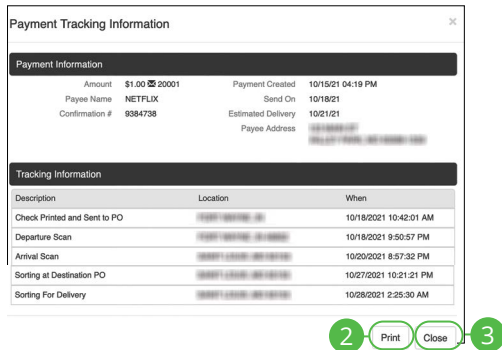 Payment Tracking Information ×
Payment Information
Amount $1.00 20001 Payment Created 10/15/21 04:19 PM
Payee Name NETFLIX Send On 10/18/21
Confirmation # 9384738 Estimated Delivery 10/21/21
Payee Address
Tracking Information
Description Location When
Check Printed and Sent to PO 10/18/2021 10:42:01 AM
Departure Scan 10/18/2021 9:50:57 PM
Arrival Scan 10/20/2021 8:57:32 PM
Sorting at Destination PO 10/27/2021 10:21:21 PM
Sorting For Delivery 10/28/2021 2:25:30 AM
2 Print Close 3